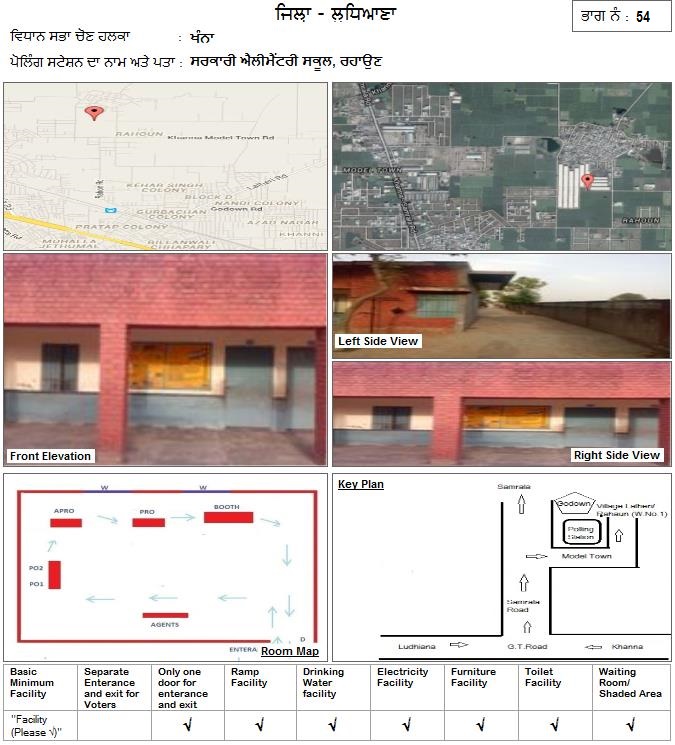 ਜਿਲ੍ਹਾ - ਲੁਧਿਆਣਾ
ਭਾਗ ਨੰ : 54
ਵਿਧਾਨ ਸਭਾ ਚੋਣ ਹਲਕਾ : ਖੰਨਾ
ਪੋਲਿੰਗ ਸਟੇਸ਼ਨ ਦਾ ਨਾਮ ਅਤੇ ਪਤਾ : ਸਰਕਾਰੀ ਐਲੀਮੈਂਟਰੀ ਸਕੂਲ, ਰਹਾਉਣ
RAHOUN
Khanna Model Town Rd
Rahoun Rd
KEHAR SINGH
COLONY
Lalheri Rd
BLOCK D
NANDI COLONY
GURBACHAN
COLONY
Godown Rd
AZAD NAGAR
PRATAP COLONY
KHANNI
MUHALLA
JETHUMAL
BILLANWALI
CHHAPARY
MODEL TOWN
RAHOUN
Front Elevation
Left Side View
Right Side View
W
W
APRO
PRO
BOOTH
PO2
PO1
AGENTS
D
ENTERA
Room Map
Key Plan
Samrala
Godown
Village Lalheri/
Rahaun (W.No.1)
Polling
Station
Model Town
Samrala
Road
Ludhiana
G.T.Road
Khanna
Basic Minimum Facility
Separate Enterance and exit for Voters
Only one door for enterance and exit
Ramp Facility
Drinking Water facility
Electricity Facility
Furniture Facility
Toilet Facility
Waiting Room/ Shaded Area
"Facility (Please √)"
√ √ √ √ √ √ √